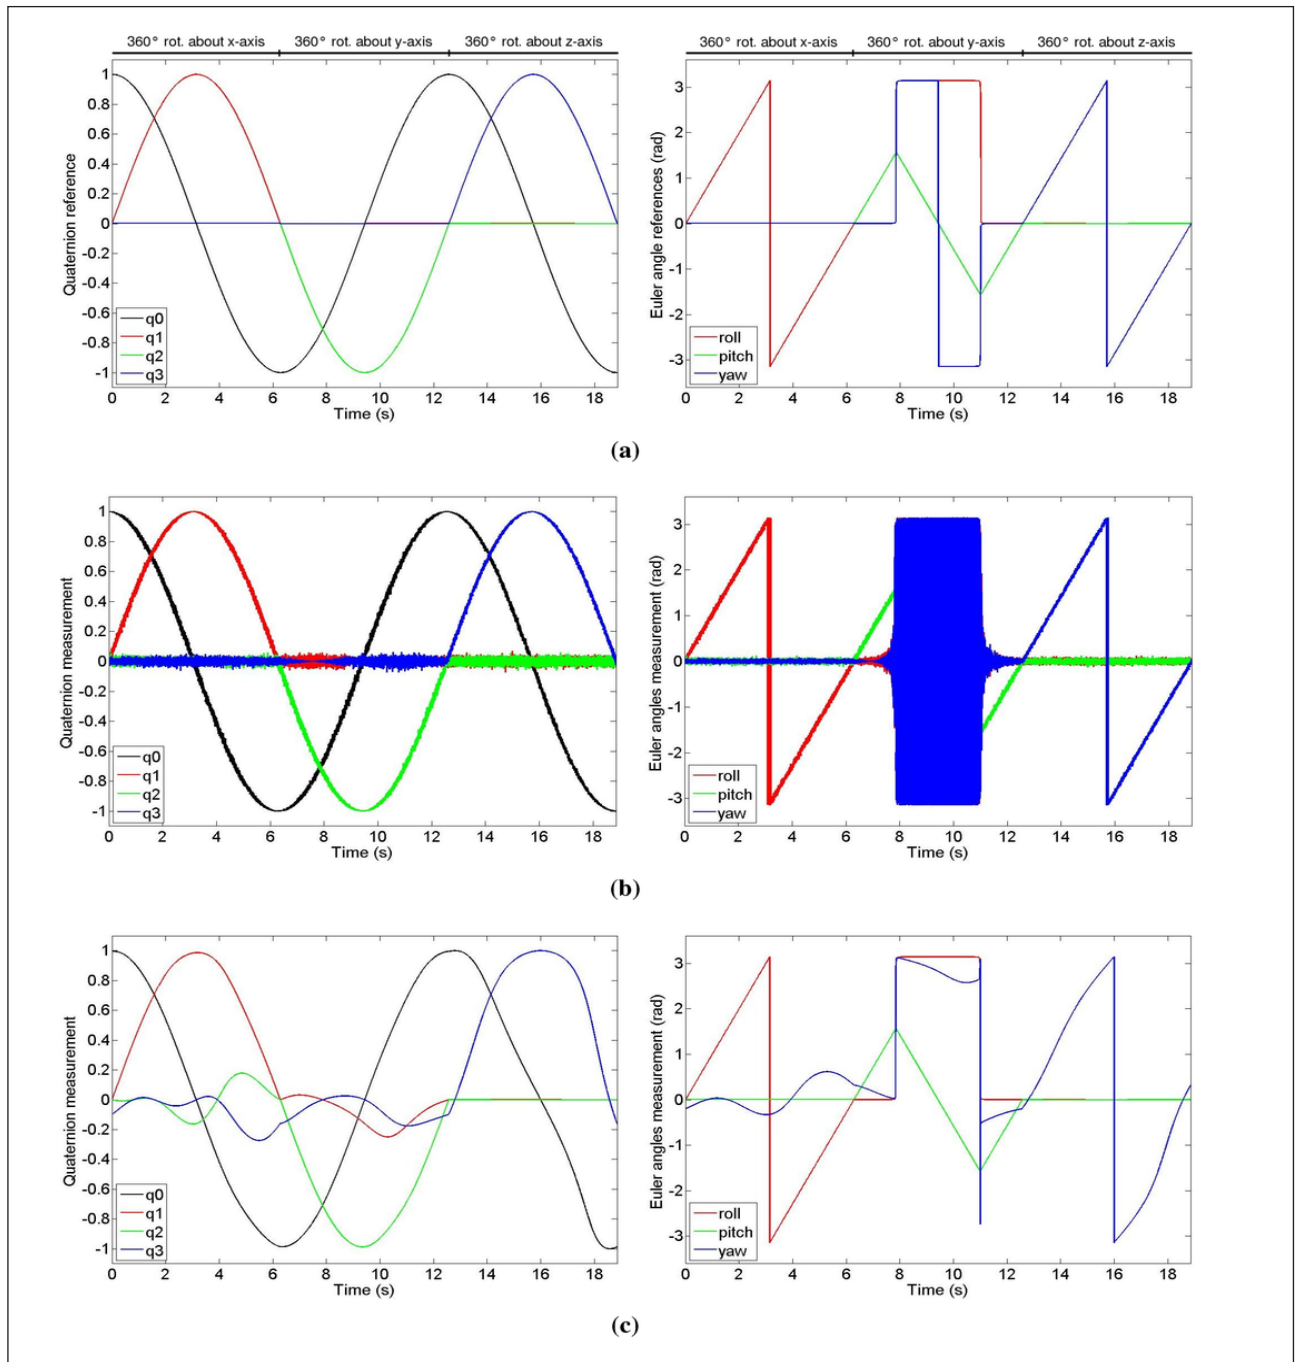 360° rot. about x-axis 360° rot. about y-axis 360° rot. about z-axis
1
0.8
0.6
0.4
0.2
0
-0.2
-0.4
-0.6
-0.8
-1
Quaternion reference
q0
q1
q2
q3
0 2 4 6 8 10 12 14 16 18
Time (s)
360° rot. about x-axis 360° rot. about y-axis 360° rot. about z-axis
3
2
1
0
-1
-2
-3
Euler angle references (rad)
roll
pitch
yaw
0 2 4 6 8 10 12 14 16 18
Time (s)
(a)
1
0.8
0.6
0.4
0.2
0
-0.2
-0.4
-0.6
-0.8
-1
Quaternion measurement
q0
q1
q2
q3
0 2 4 6 8 10 12 14 16 18
Time (s)
3
2
1
0
-1
-2
-3
Euler angles measurement (rad)
roll
pitch
yaw
0 2 4 6 8 10 12 14 16 18
Time (s)
(b)
1
0.8
0.6
0.4
0.2
0
-0.2
-0.4
-0.6
-0.8
-1
Quaternion measurement
q0
q1
q2
q3
0 2 4 6 8 10 12 14 16 18
Time (s)
3
2
1
0
-1
-2
-3
Euler angles measurement (rad)
roll
pitch
yaw
0 2 4 6 8 10 12 14 16 18
Time (s)
(c)